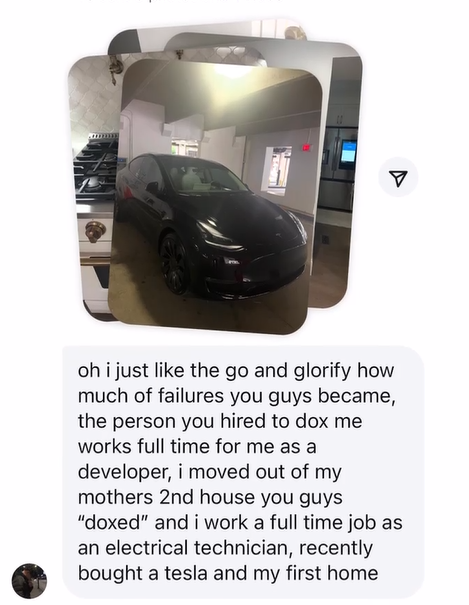 oh i just like the go and glorify how
much of failures you guys became,
the person you hired to dox me
works full time for me as a
developer, i moved out of my
mothers 2nd house you guys
“doxed” and i work a full time job as
an electrical technician, recently
bought a tesla and my first home